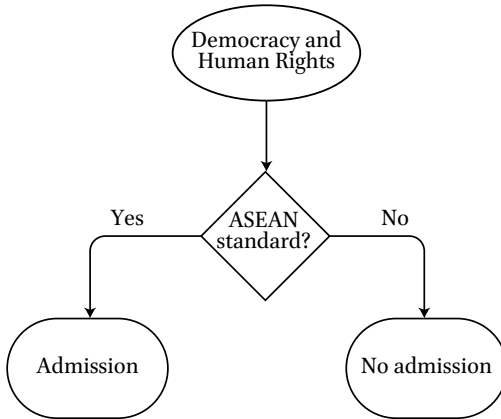 Democracy and
Human Rights
Yes
ASEAN
standard?
No
Admission
No admission